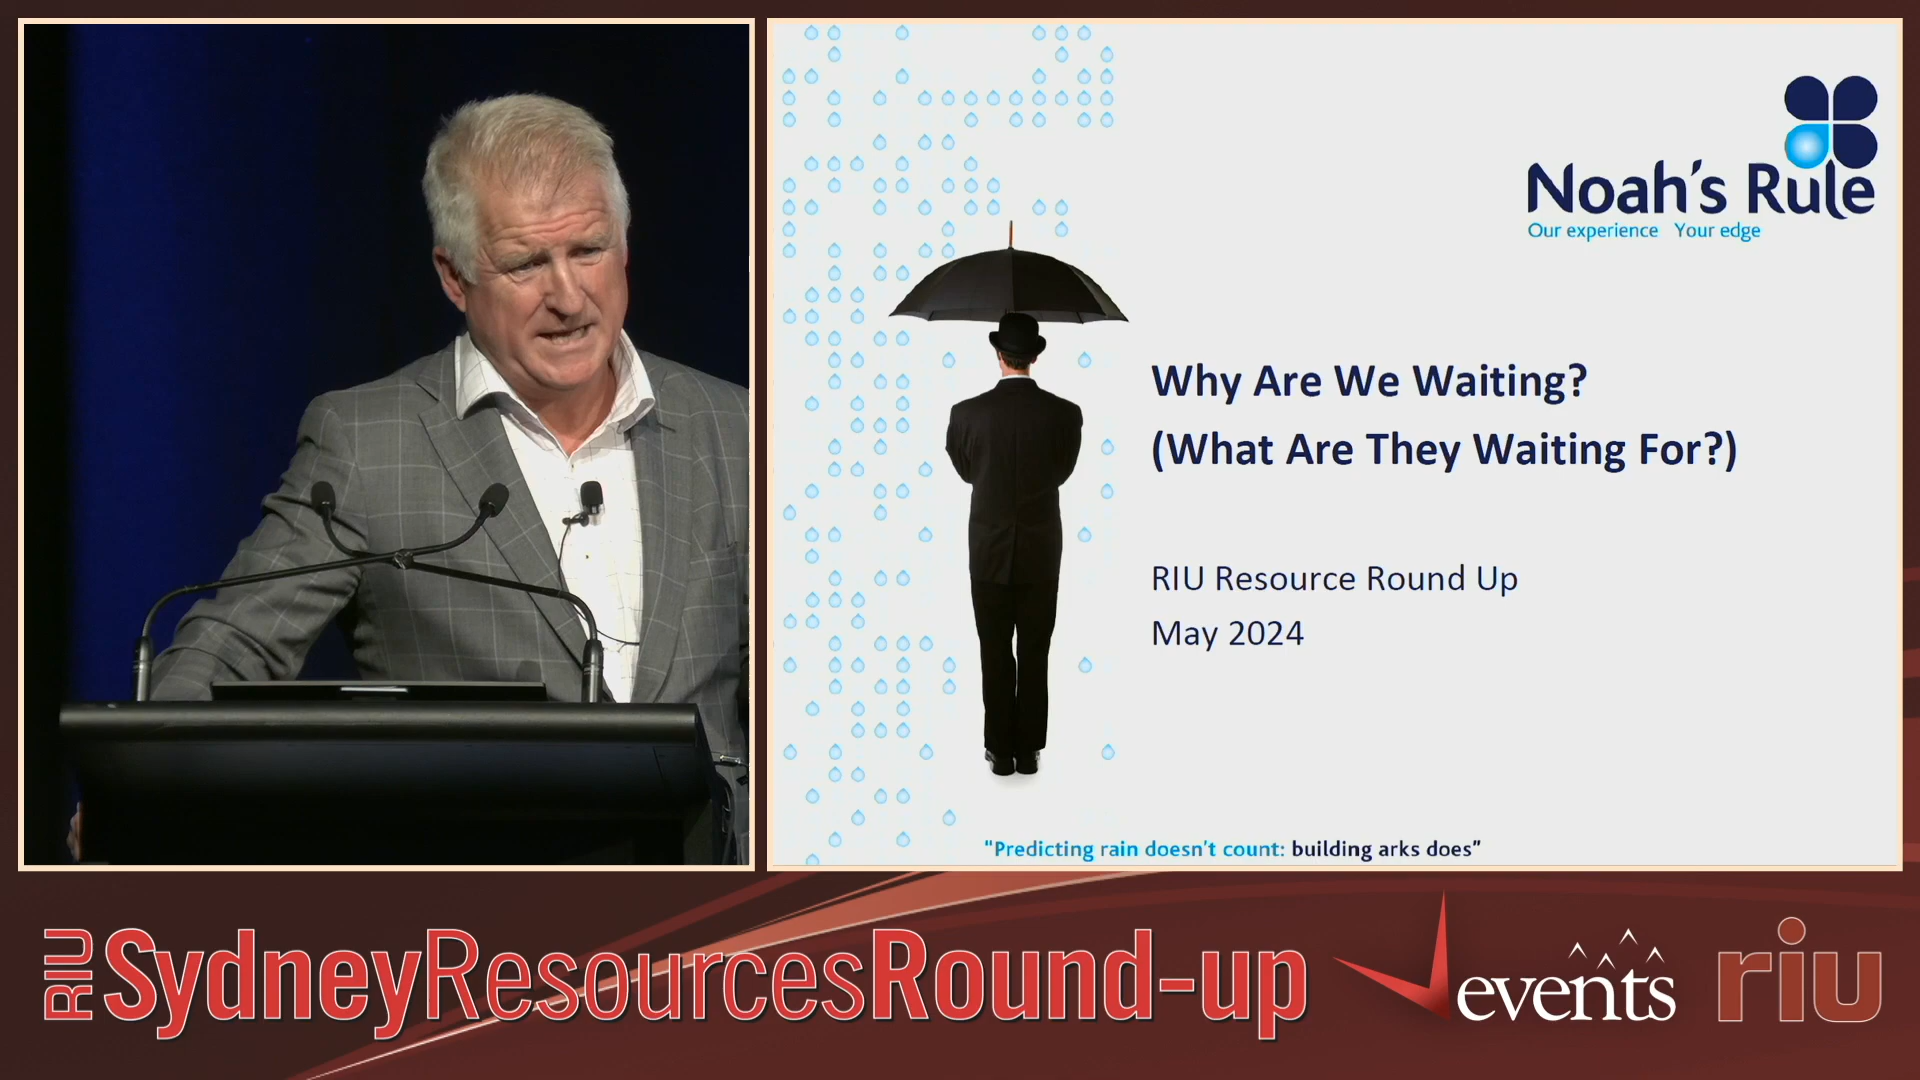 Noah's Rule
Our experience Your edge
Why Are We Waiting?
(What Are They Waiting For?)
RIU Resource Round Up
May 2024
"Predicting rain doesn't count: building arks does"
RIU SydneyResourcesRound-up
events
riu